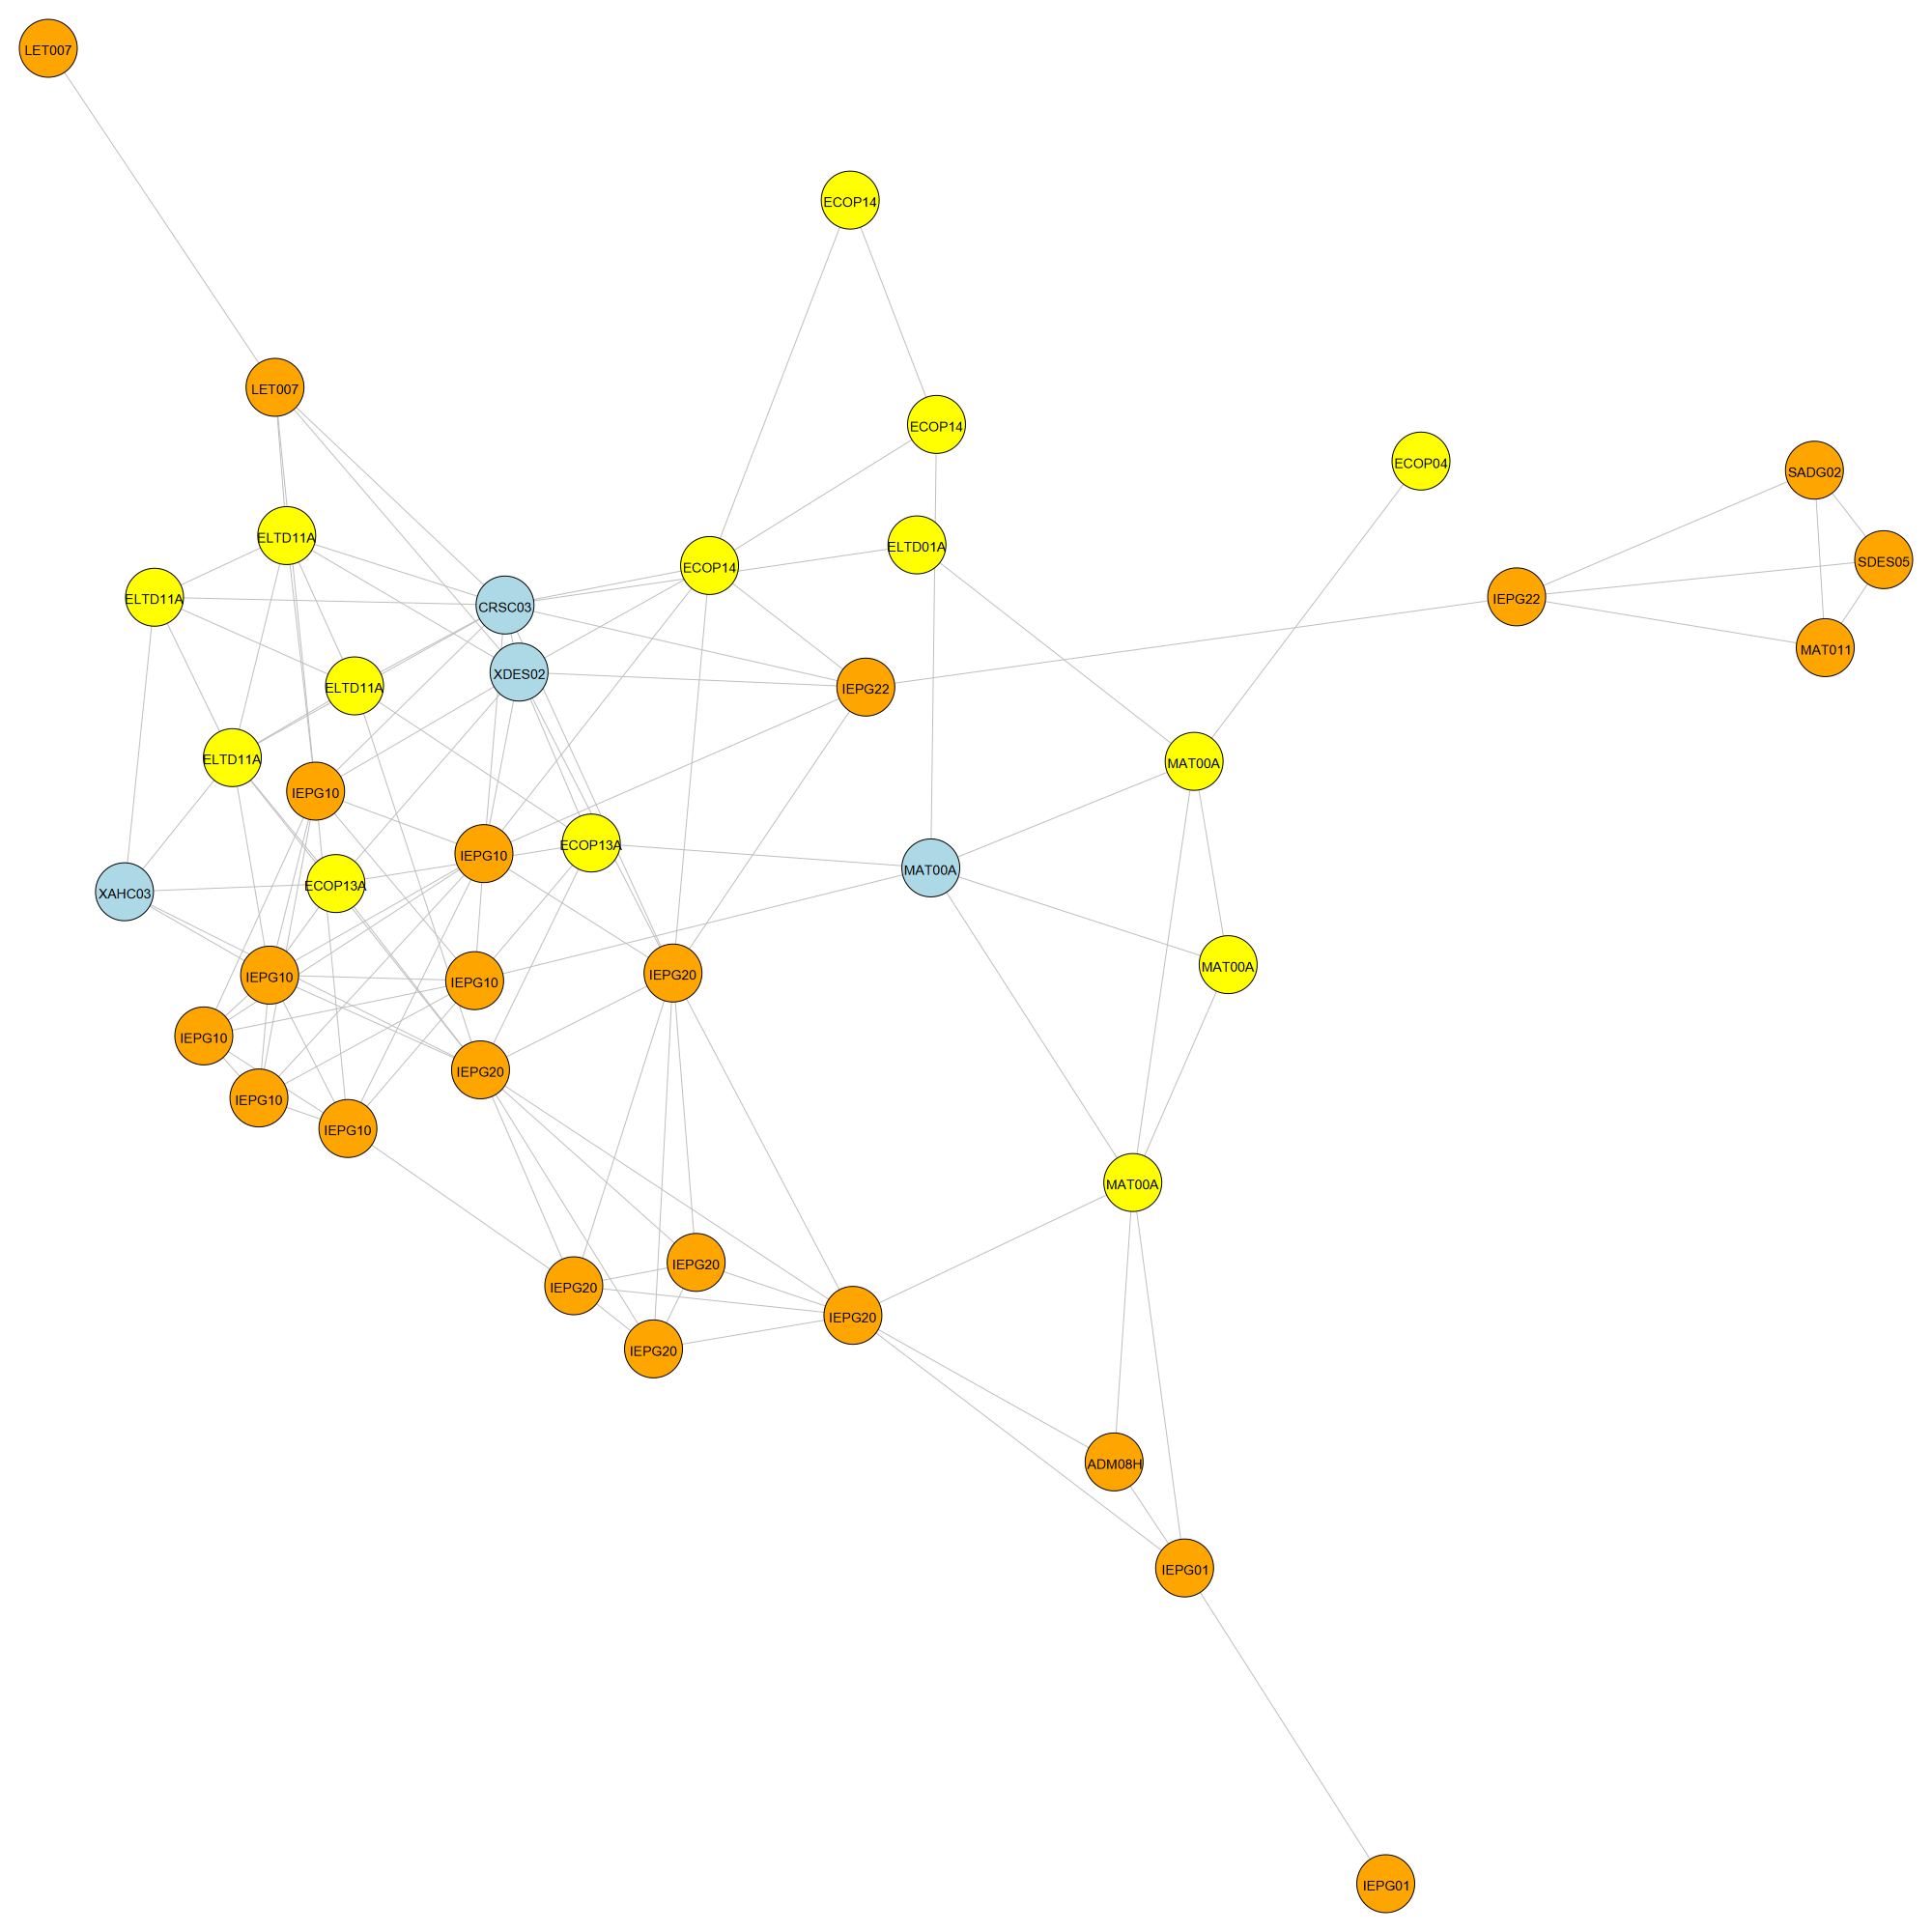 LET007
ECOP14
LET007
ECOP14
ECOP04
SADG02
ELTD11A
ELTD01A
SDES05
ECOP14
ELTD11A
IEPG22
CRSC03
MAT011
XDES02
ELTD11A
IEPG22
ELTD11A
MAT00A
IEPG10
ECOP13A
IEPG10
MAT00A
ECOP13A
XAHC03
MAT00A
IEPG20
IEPG10
IEPG10
IEPG10
IEPG20
IEPG10
IEPG10
MAT00A
IEPG20
IEPG20
IEPG20
IEPG20
ADM08H
IEPG01
IEPG01